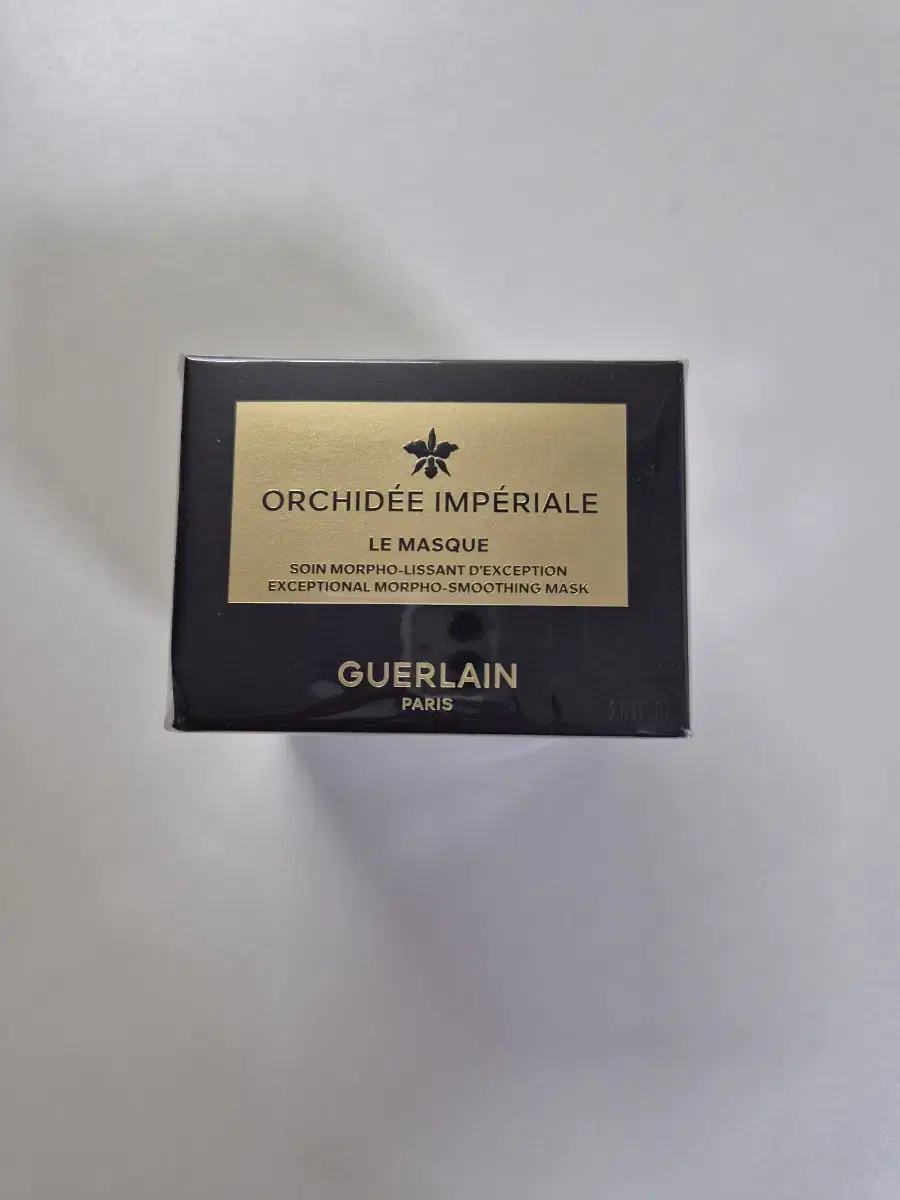 ORCHIDÉE IMPÉRIALE
LE MASQUE
SOIN MORPHO-LISSANT D'EXCEPTION
EXCEPTIONAL MORPHO-SMOOTHING MASK
GUERLAIN
PARIS